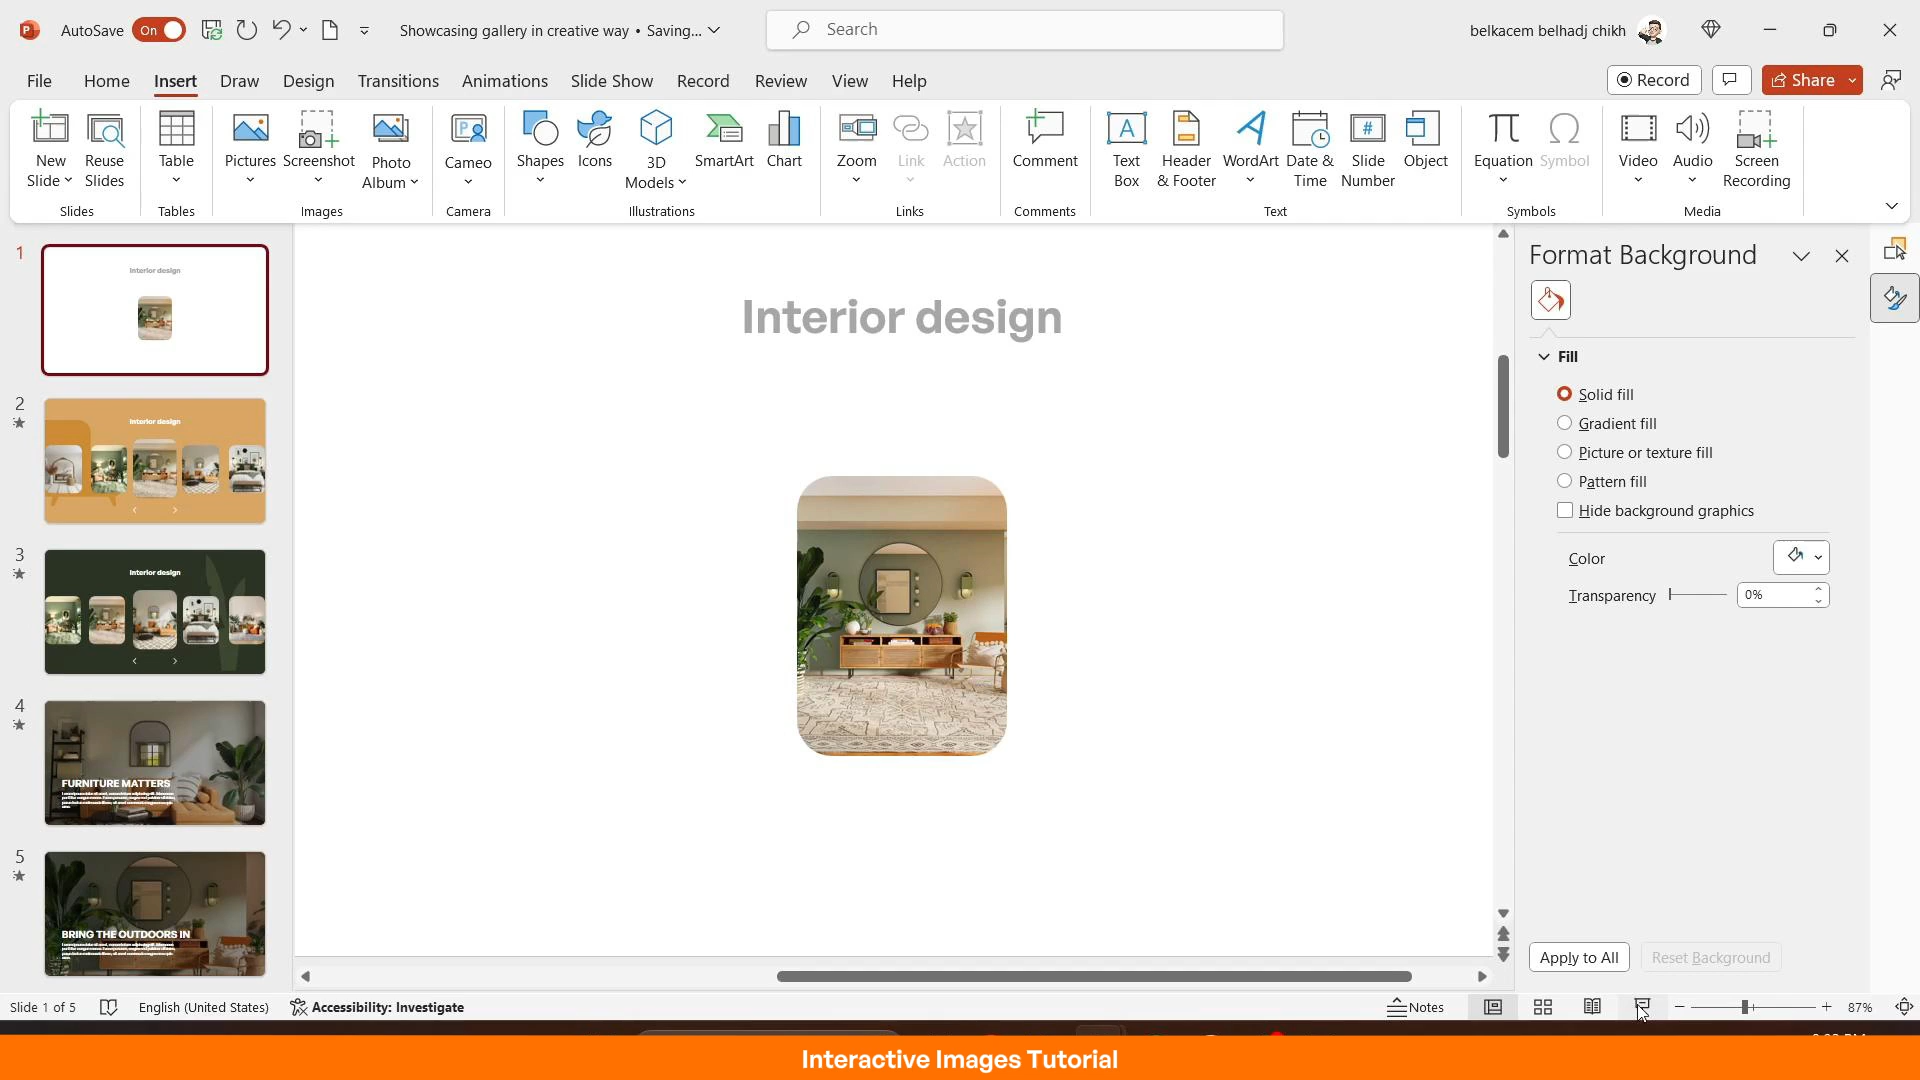 AutoSave On Showcasing gallery in creative way • Saving... Search belkacem belhadj chikh
File Home Insert Draw Design Transitions Animations Slide Show Record Review View Help Record Share
New Slide Reuse Slides Table Pictures Screenshot Photo Album Cameo Shapes Icons 3D Models SmartArt Chart Zoom Link Action Comment Text Box Header & Footer WordArt Date & Time Slide Number Object Equation Symbol Video Audio Screen Recording
Slides Tables Images Camera Illustrations Links Comments Text Symbols Media
1
Interior design
2
Interior design
3
Interior design
4
FURNITURE MATTERS
5
BRING THE OUTDOORS IN
Interior design
Format Background
Fill
Solid fill
Gradient fill
Picture or texture fill
Pattern fill
Hide background graphics
Color
Transparency 0%
Apply to All Reset Background
Slide 1 of 5 English (United States) Accessibility: Investigate Notes 87%
Interactive Images Tutorial